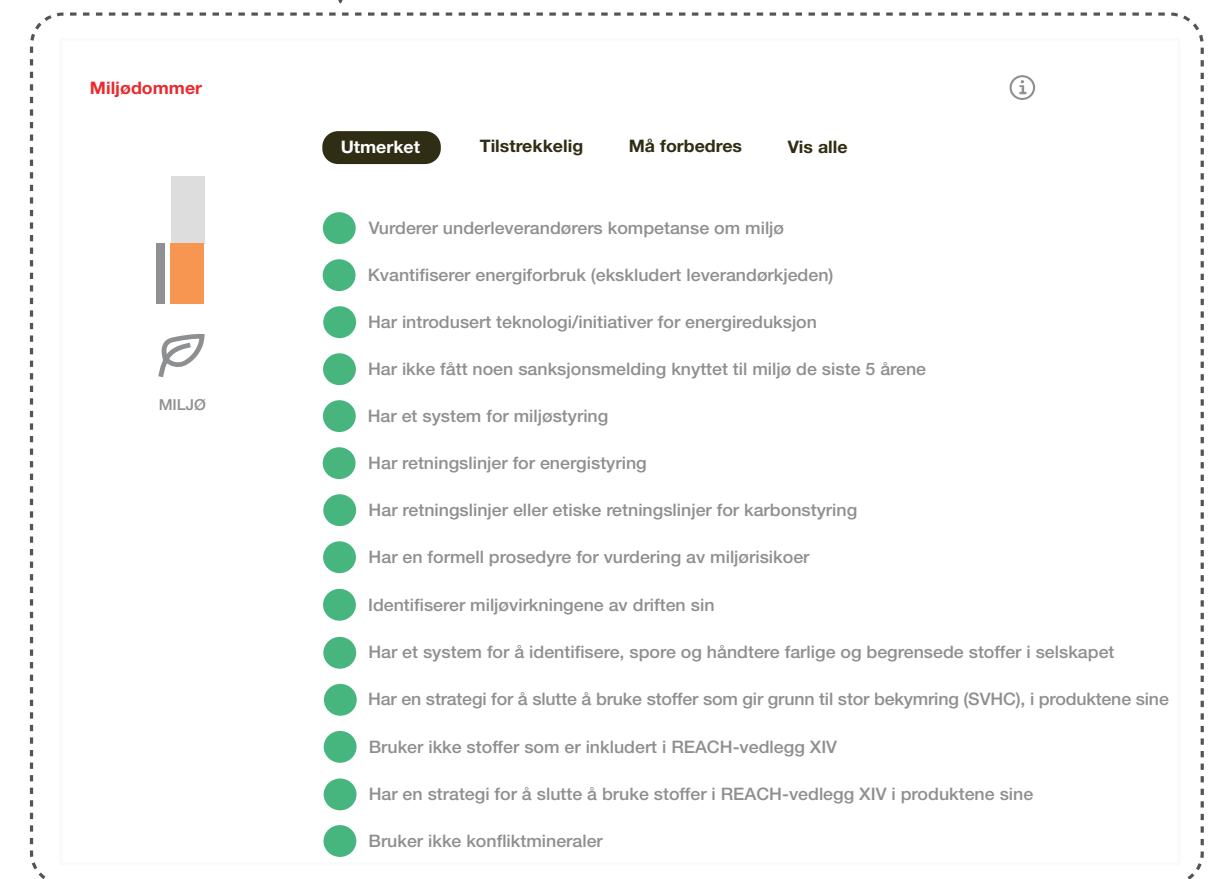 Miljødommer
Utmerket Tilstrekkelig Må forbedres Vis alle
Vurderer underleverandørers kompetanse om miljø
Kvantifiserer energiforbruk (ekskludert leverandørkjeden)
Har introdusert teknologi/initiativer for energireduksjon
Har ikke fått noen sanksjonsmelding knyttet til miljø de siste 5 årene
MILJØ
Har et system for miljøstyring
Har retningslinjer for energistyring
Har retningslinjer eller etiske retningslinjer for karbonstyring
Har en formell prosedyre for vurdering av miljørisikoer
Identifiserer miljøvirkningene av driften sin
Har et system for å identifisere, spore og håndtere farlige og begrensede stoffer i selskapet
Har en strategi for å slutte å bruke stoffer som gir grunn til stor bekymring (SVHC), i produktene sine
Bruker ikke stoffer som er inkludert i REACH-vedlegg XIV
Har en strategi for å slutte å bruke stoffer i REACH-vedlegg XIV i produktene sine
Bruker ikke konfliktmineraler